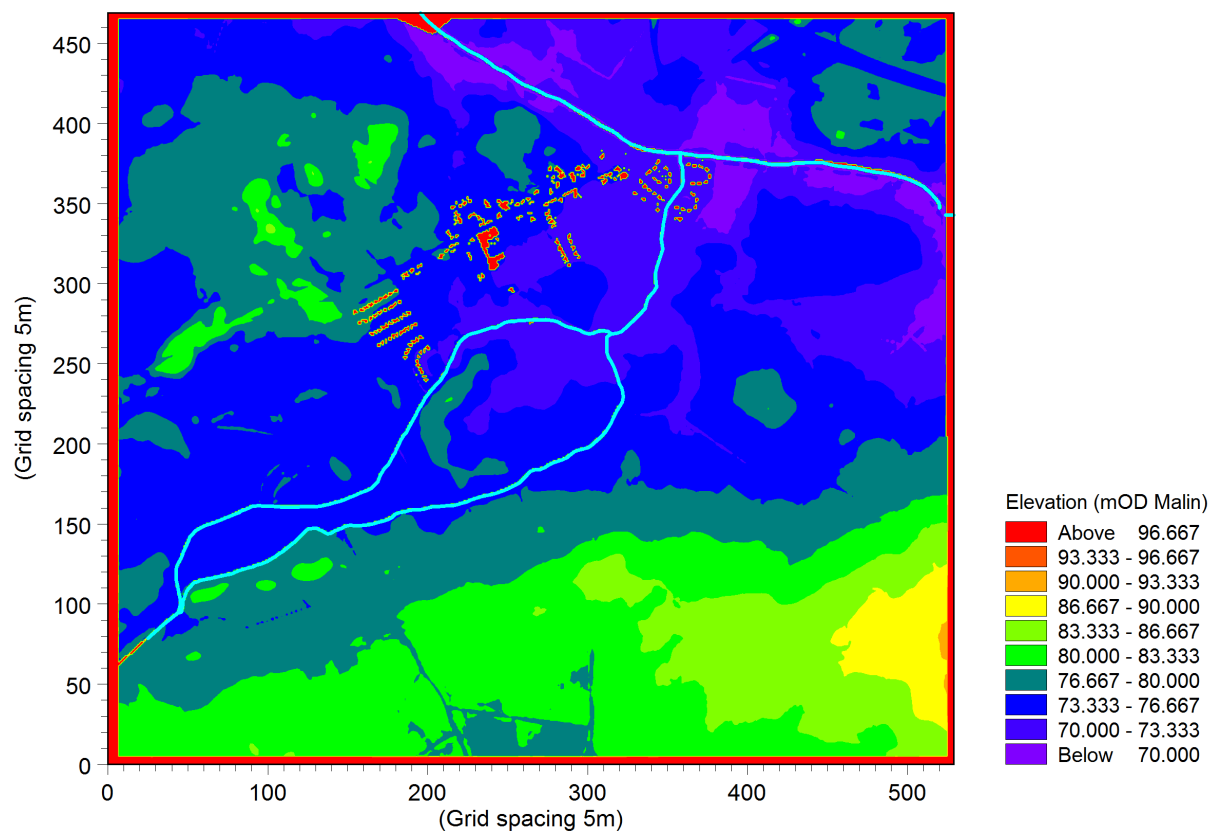 450
400
350
300
250
200
150
100
50
0
(Grid spacing 5m)
0 100 200 300 400 500
(Grid spacing 5m)
Elevation (mOD Malin)
Above 96.667
93.333 - 96.667
90.000 - 93.333
86.667 - 90.000
83.333 - 86.667
80.000 - 83.333
76.667 - 80.000
73.333 - 76.667
70.000 - 73.333
Below 70.000